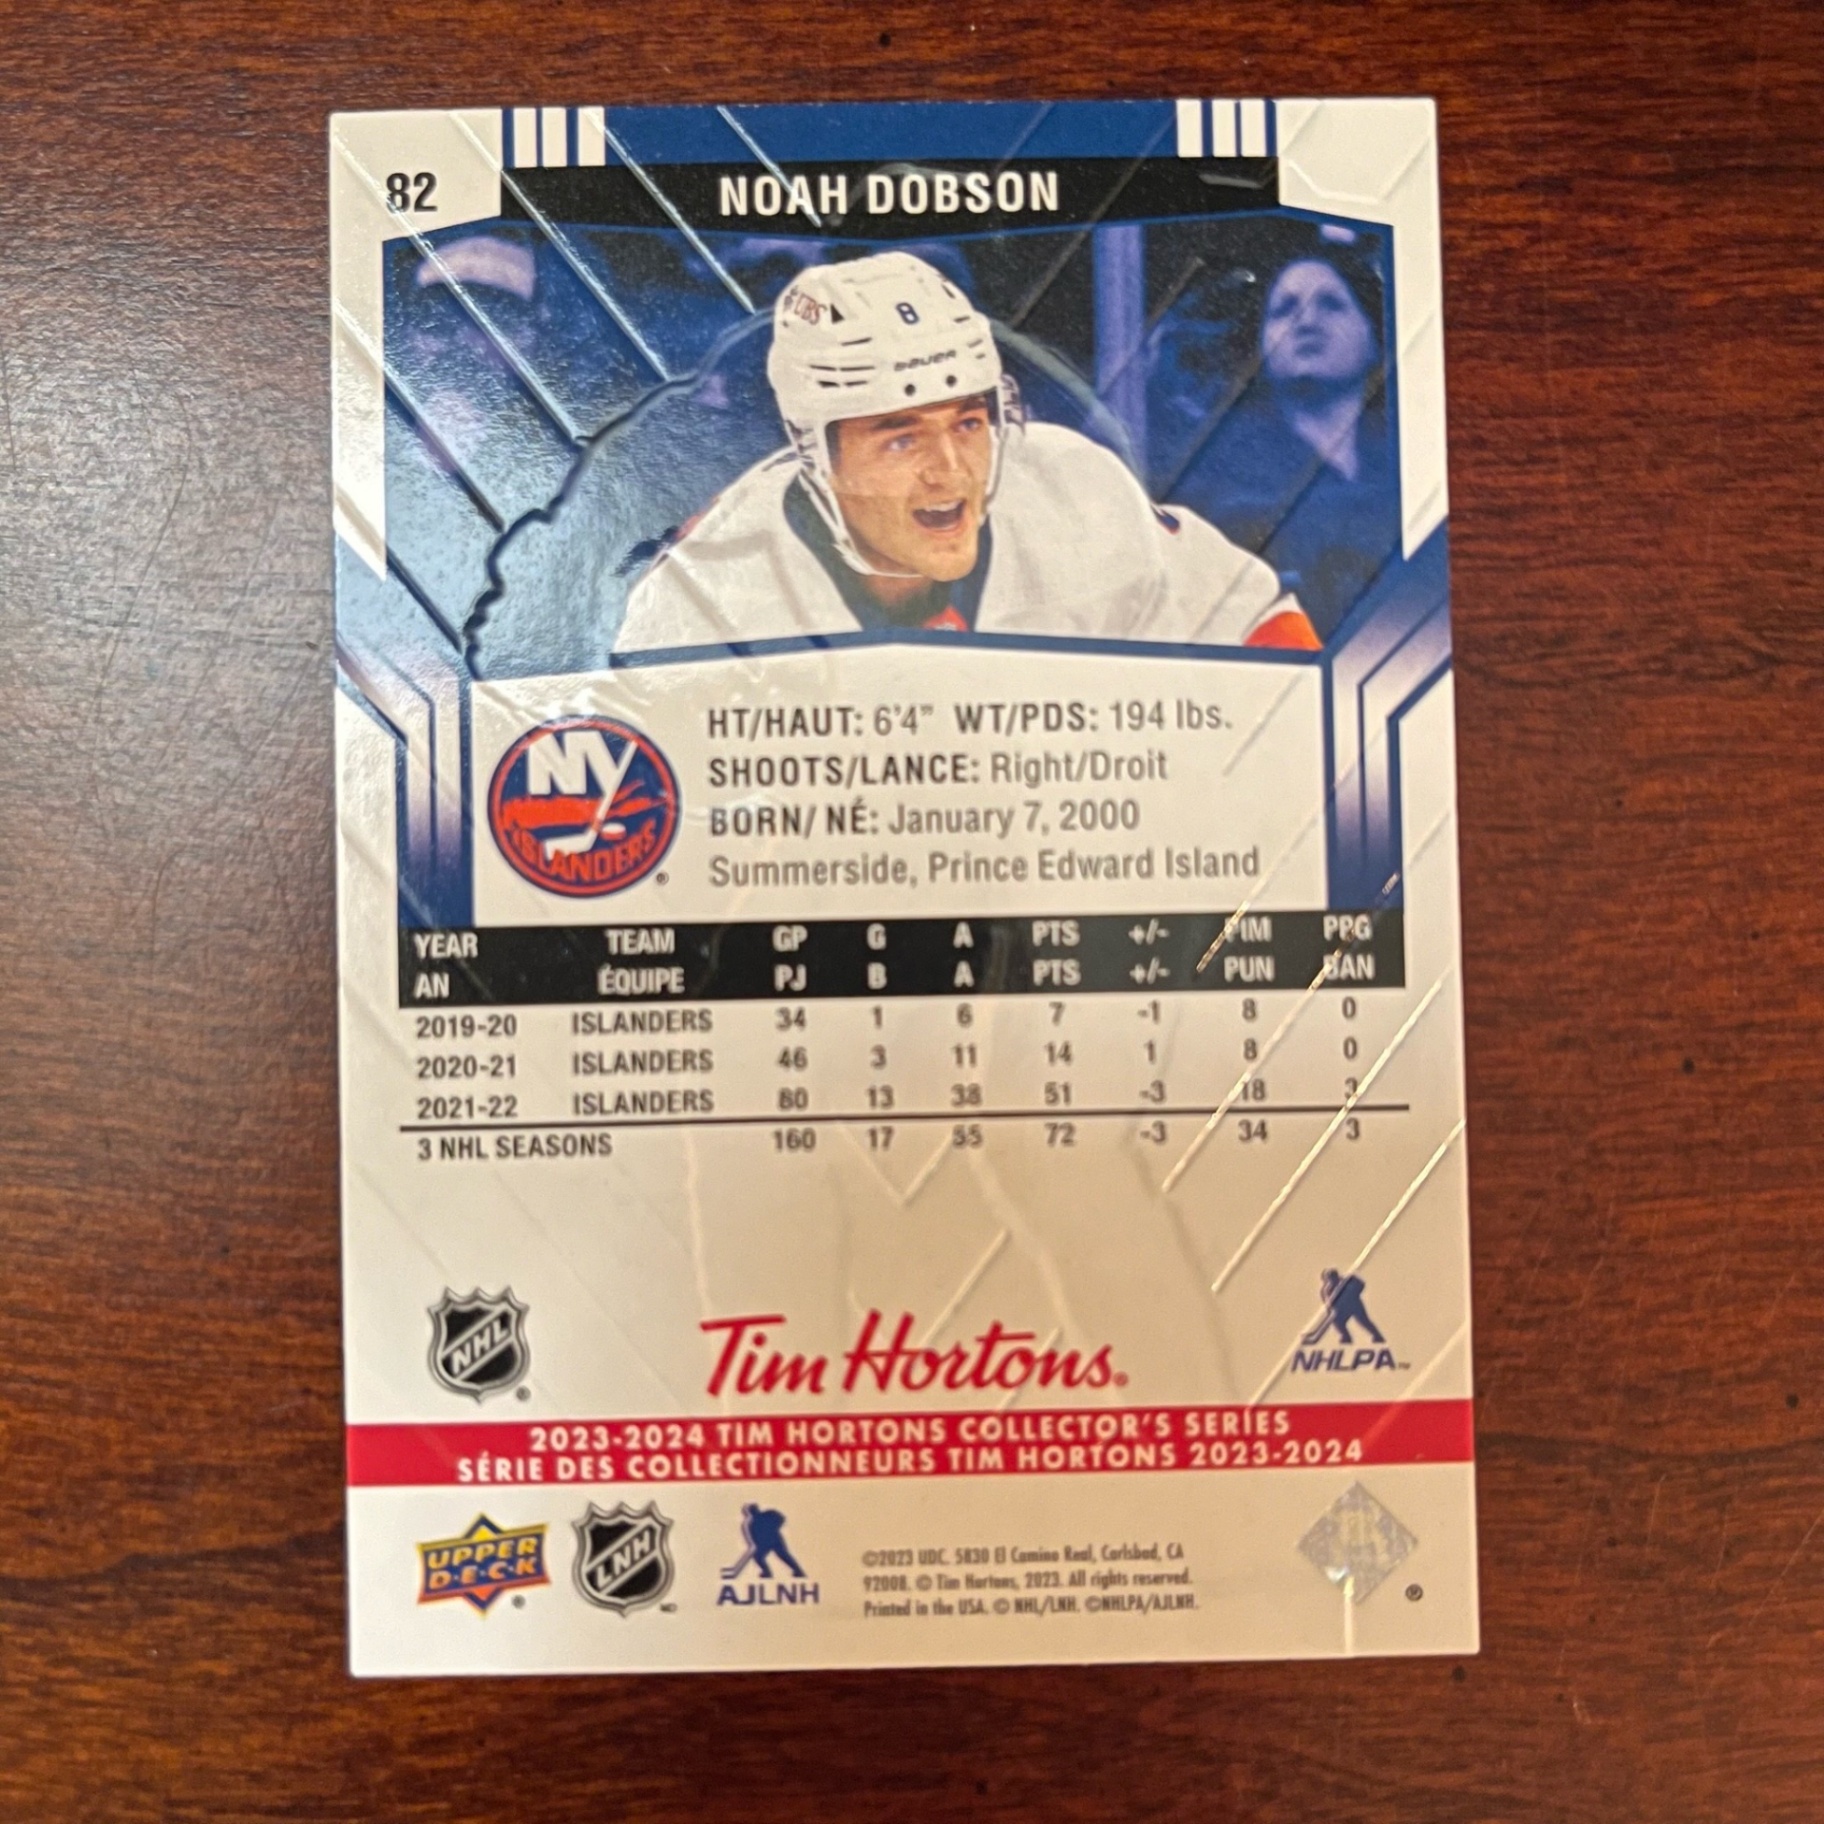 82
NOAH DOBSON
UBS
8
BAUER
NY
ISLANDERS
®
HT/HAUT: 6'4" WT/PDS: 194 lbs.
SHOOTS/LANCE: Right/Droit
BORN/ NÉ: January 7, 2000
Summerside, Prince Edward Island
YEAR TEAM GP G A PTS +/- PIM PPG
AN ÉQUIPE PJ B A PTS +/- PUN BAN
2019-20 ISLANDERS 34 1 6 7 -1 8 0
2020-21 ISLANDERS 46 3 11 14 1 8 0
2021-22 ISLANDERS 80 13 38 51 -3 18 3
3 NHL SEASONS 160 17 55 72 -3 34 3
NHL ®
Tim Hortons®
NHLPA™
2023-2024 TIM HORTONS COLLECTOR'S SERIES
SÉRIE DES COLLECTIONNEURS TIM HORTONS 2023-2024
UPPER
D·E·C·K ®
LNH MD
AJLNH
©2023 UDC. 5830 El Camino Real, Carlsbad, CA
92008. © Tim Hortons, 2023. All rights reserved.
Printed in the USA. © NHL/LNH. ©NHLPA/AJLNH.
®